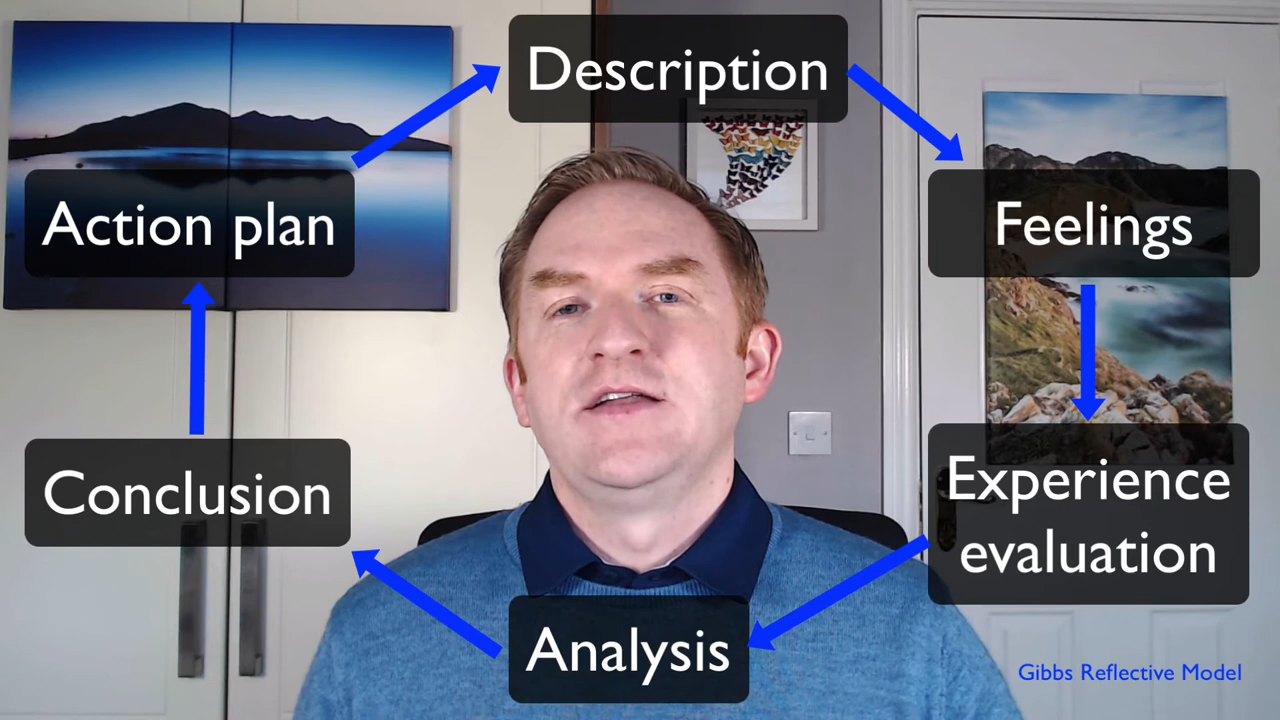 Description
Feelings
Experience
evaluation
Analysis
Conclusion
Action plan
Gibbs Reflective Model